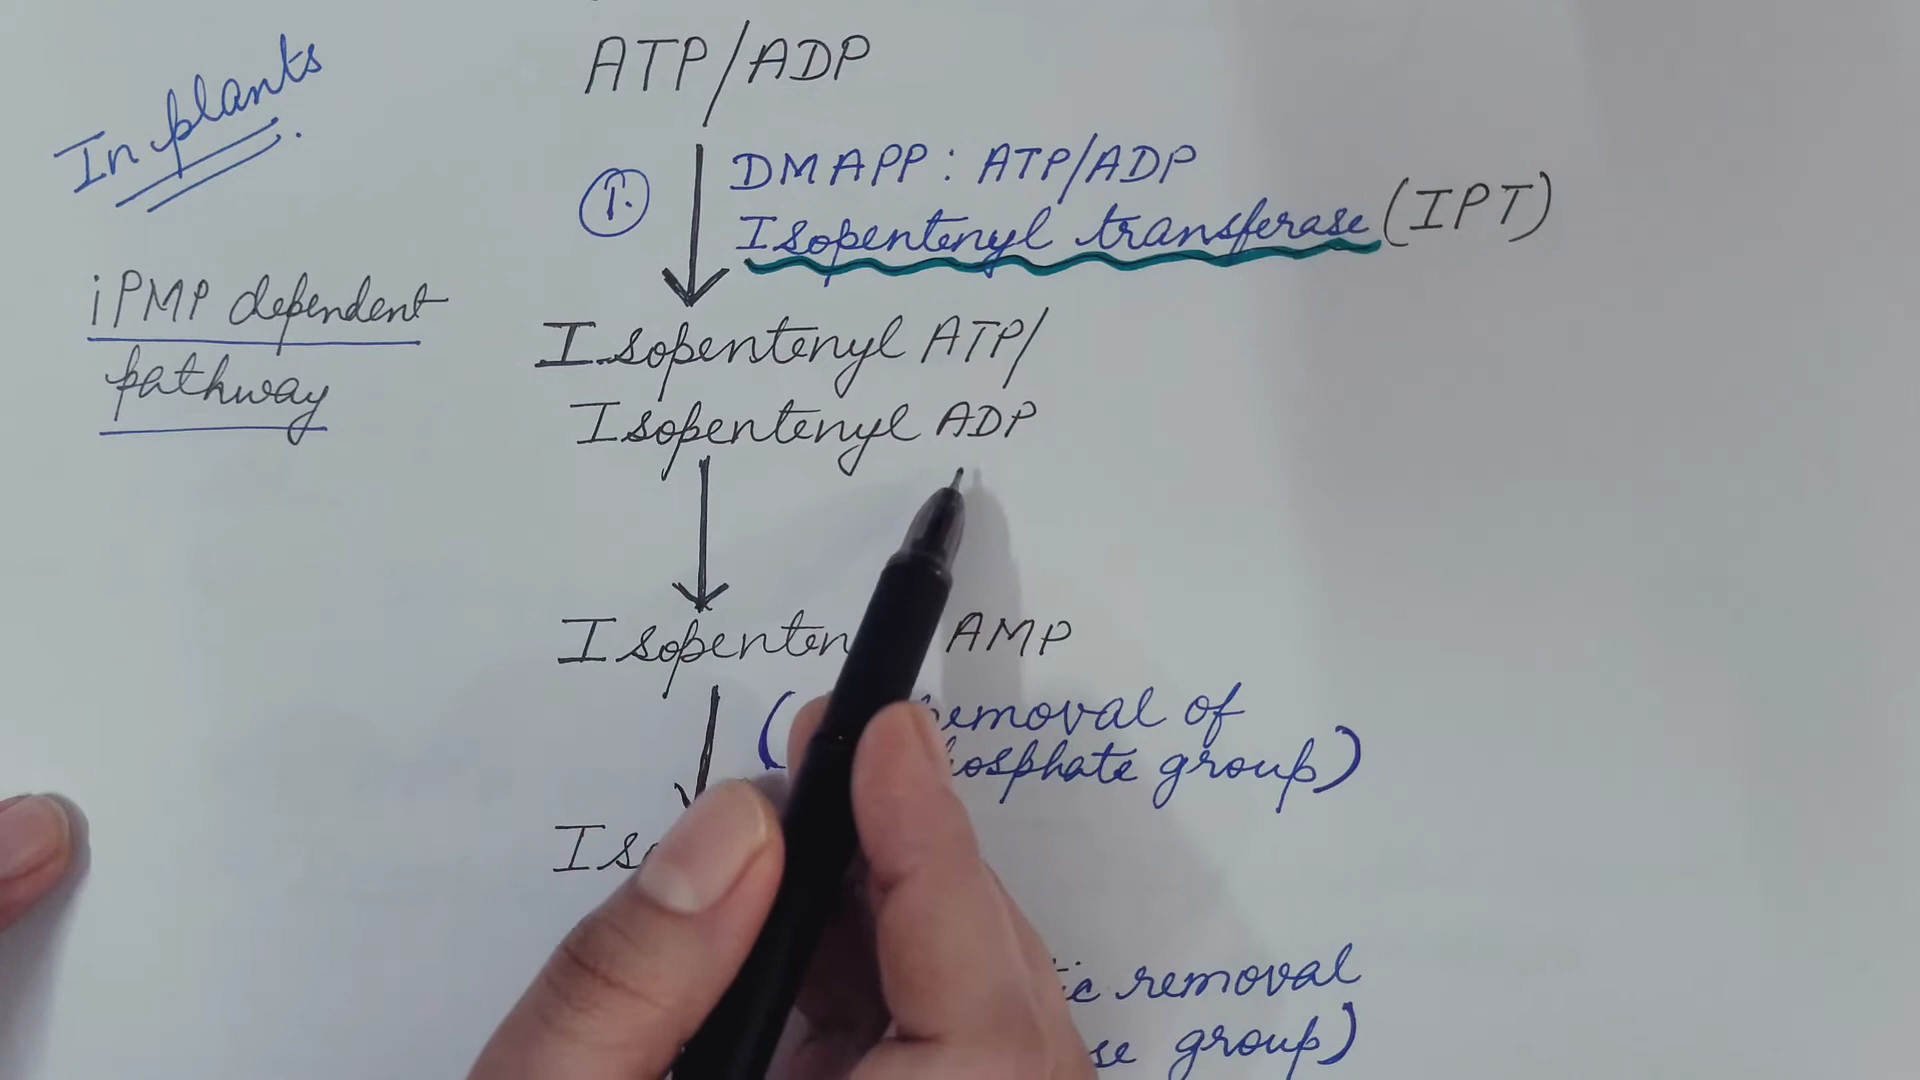 In plants.
iPMP dependent
pathway
ATP/ADP
1. DMAPP : ATP/ADP
Isopentenyl transferase (IPT)
Isopentenyl ATP/
Isopentenyl ADP
AMP
removal of
group)
removal
group)